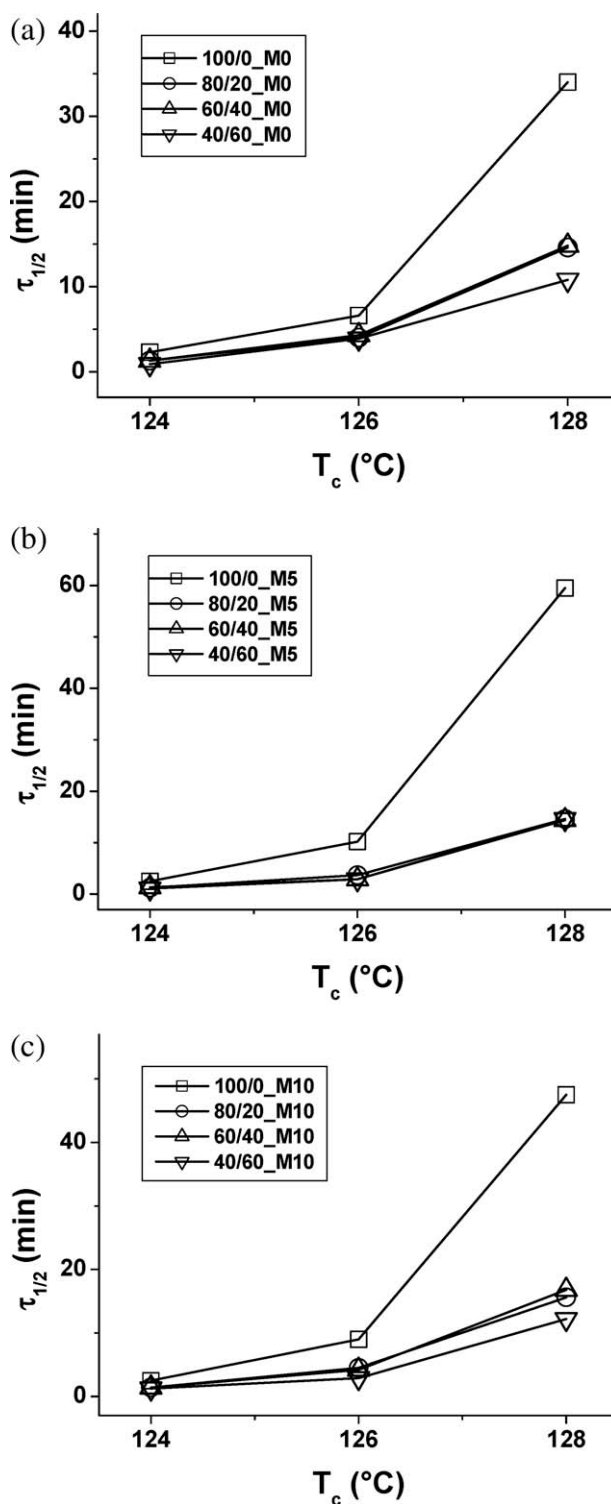 (a)
40
30
20
10
0
τ1/2 (min)
100/0_M0
80/20_M0
60/40_M0
40/60_M0
124
126
128
Tc (°C)
(b)
60
40
20
0
τ1/2 (min)
100/0_M5
80/20_M5
60/40_M5
40/60_M5
124
126
128
Tc (°C)
(c)
40
20
0
τ1/2 (min)
100/0_M10
80/20_M10
60/40_M10
40/60_M10
124
126
128
Tc (°C)